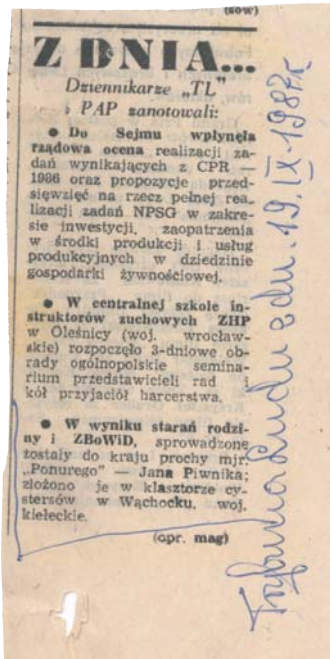 (sow)
Z DNIA...
Dziennikarze „TL"
i PAP zanotowali:
● Do Sejmu wpłynęła
rządowa ocena realizacji za-
dań wynikających z CPR —
1986 oraz propozycje przed-
sięwzięć na rzecz pełnej rea-
lizacji zadań NPSG w zakre-
sie inwestycji, zaopatrzenia
w środki produkcji i usług
produkcyjnych w dziedzinie
gospodarki żywnościowej.
● W centralnej szkole in-
struktorów zuchowych ZHP
w Oleśnicy (woj. wrocław-
skie) rozpoczęło 3-dniowe ob-
rady ogólnopolskie semina-
rium przedstawicieli rad i
kół przyjaciół harcerstwa.
● W wyniku starań rodzi-
ny i ZBoWiD, sprowadzone
zostały do kraju prochy mjr.
„Ponurego" — Jana Piwnika;
złożono je w klasztorze cy-
stersów w Wąchocku, woj.
kieleckie.
(opr. mag)
Trybuna Ludu z dn. 19.IX.1987r.